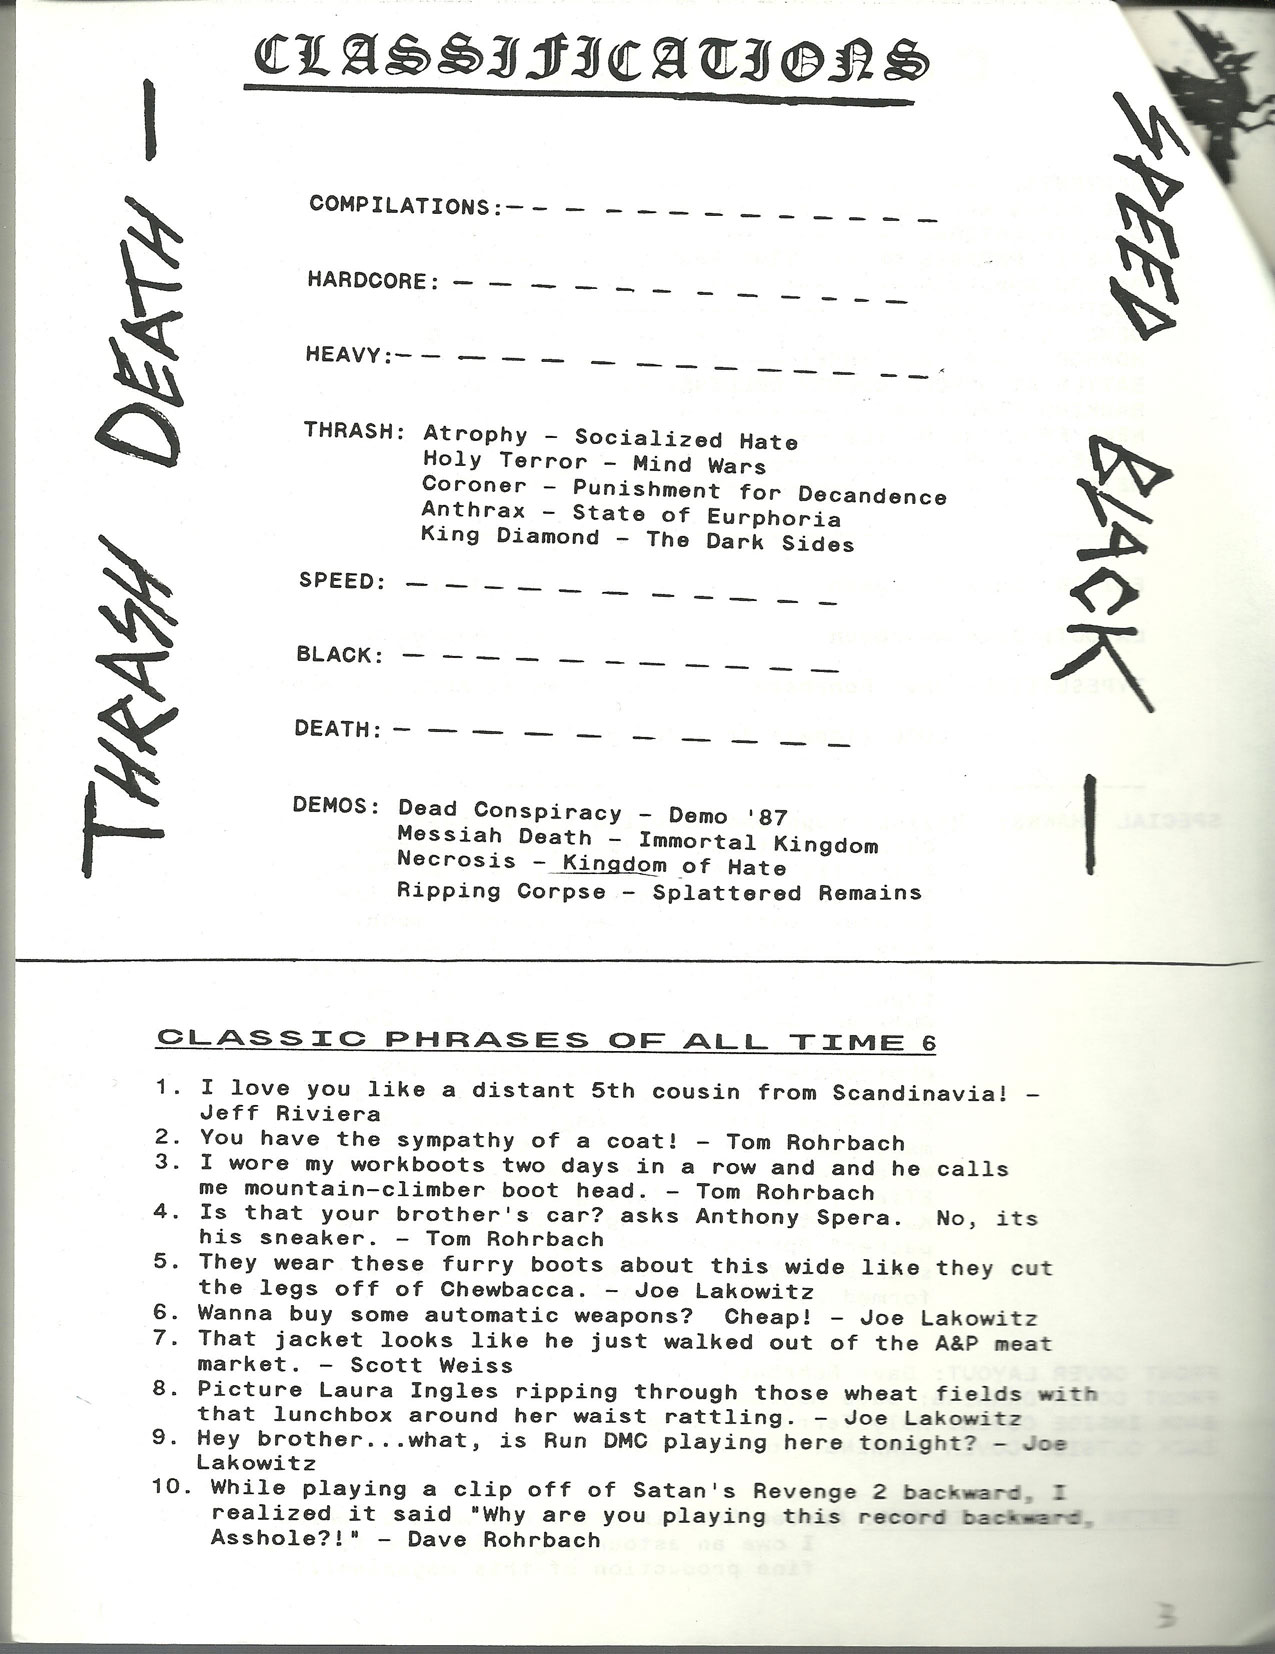 CLASSIFICATIONS
THRASH DEATH —
SPEED BLACK —
COMPILATIONS:— — — — — — — — — — — — — —
HARDCORE: — — — — — — — — — — — —
HEAVY:— — — — — — — — — — — — — —
THRASH: Atrophy — Socialized Hate
Holy Terror — Mind Wars
Coroner — Punishment for Decandence
Anthrax — State of Eurphoria
King Diamond — The Dark Sides
SPEED: — — — — — — — — — — — —
BLACK: — — — — — — — — — — — —
DEATH: — — — — — — — — — — —
DEMOS: Dead Conspiracy — Demo '87
Messiah Death — Immortal Kingdom
Necrosis — Kingdom of Hate
Ripping Corpse — Splattered Remains
CLASSIC PHRASES OF ALL TIME 6
1. I love you like a distant 5th cousin from Scandinavia! —
Jeff Riviera
2. You have the sympathy of a coat! — Tom Rohrbach
3. I wore my workboots two days in a row and and he calls
me mountain-climber boot head. — Tom Rohrbach
4. Is that your brother's car? asks Anthony Spera.  No, its
his sneaker. — Tom Rohrbach
5. They wear these furry boots about this wide like they cut
the legs off of Chewbacca. — Joe Lakowitz
6. Wanna buy some automatic weapons?  Cheap! — Joe Lakowitz
7. That jacket looks like he just walked out of the A&P meat
market. — Scott Weiss
8. Picture Laura Ingles ripping through those wheat fields with
that lunchbox around her waist rattling. — Joe Lakowitz
9. Hey brother...what, is Run DMC playing here tonight? — Joe
Lakowitz
10. While playing a clip off of Satan's Revenge 2 backward, I
realized it said "Why are you playing this record backward,
Asshole?!" — Dave Rohrbach
3